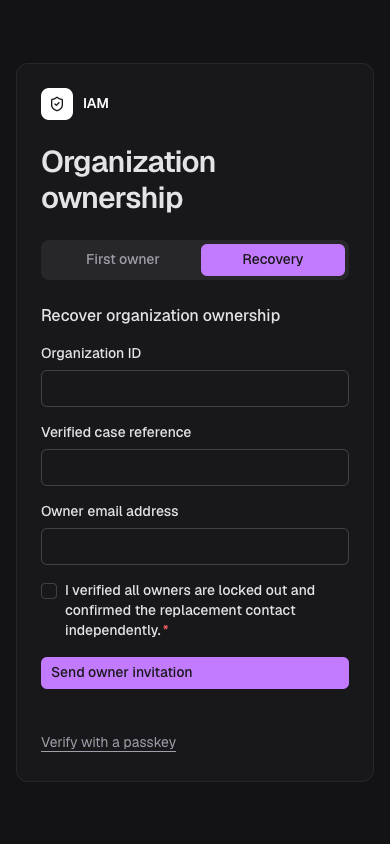 IAM
Organization
ownership
First owner
Recovery
Recover organization ownership
Organization ID
Verified case reference
Owner email address
I verified all owners are locked out and
confirmed the replacement contact
independently.*
Send owner invitation
Verify with a passkey